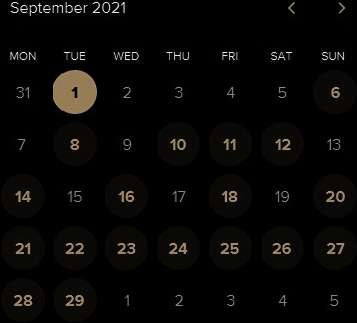 September 2021
MON TUE WED THU FRI SAT SUN
31 1 2 3 4 5 6
7 8 9 10 11 12 13
14 15 16 17 18 19 20
21 22 23 24 25 26 27
28 29 1 2 3 4 5